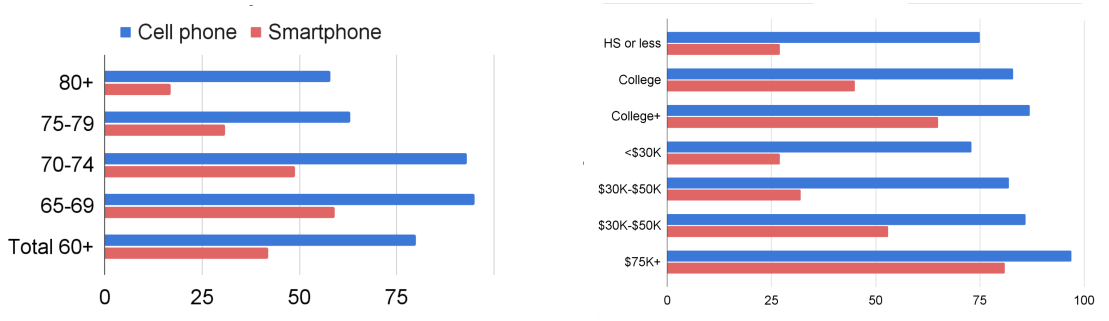 Cell phone Smartphone
80+
75-79
70-74
65-69
Total 60+
0 25 50 75
HS or less
College
College+
<$30K
$30K-$50K
$30K-$50K
$75K+
0 25 50 75 100